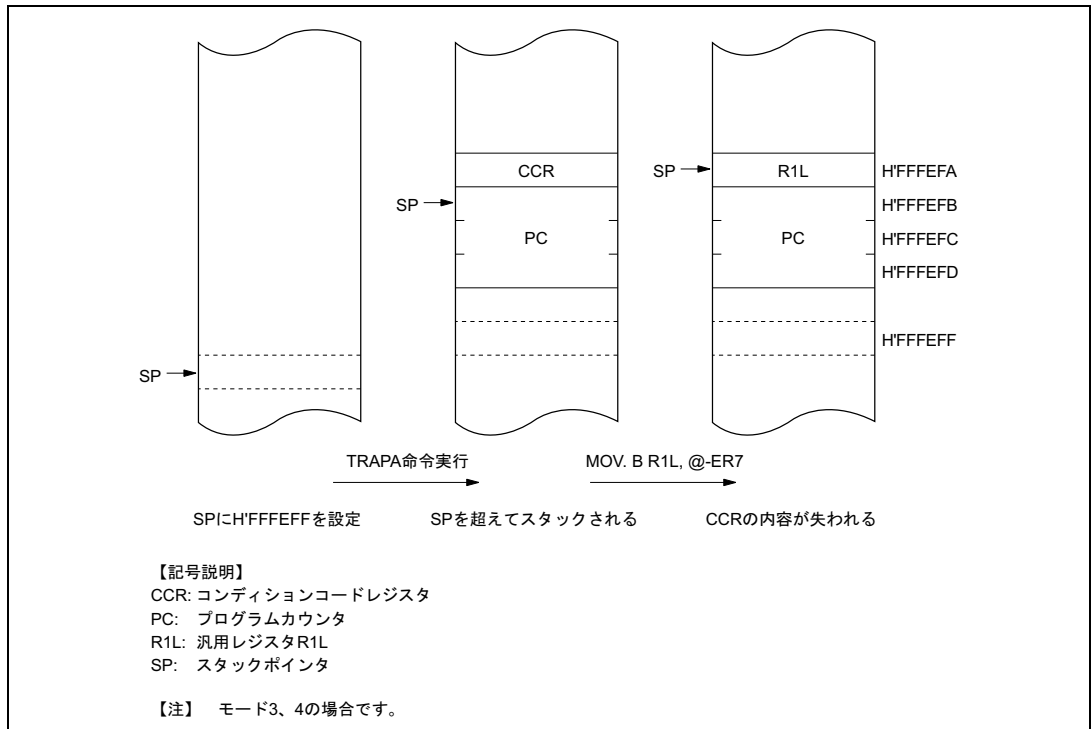 CCR
SP
R1L
H'FFFEFA
SP
H'FFFEFB
PC
PC
H'FFFEFC
H'FFFEFD
H'FFFEFF
SP
TRAPA命令実行
MOV. B R1L, @-ER7
SPにH'FFFEFFを設定
SPを超えてスタックされる
CCRの内容が失われる
【記号説明】
CCR: コンディションコードレジスタ
PC: プログラムカウンタ
R1L: 汎用レジスタR1L
SP: スタックポインタ
【注】 モード3、4の場合です。